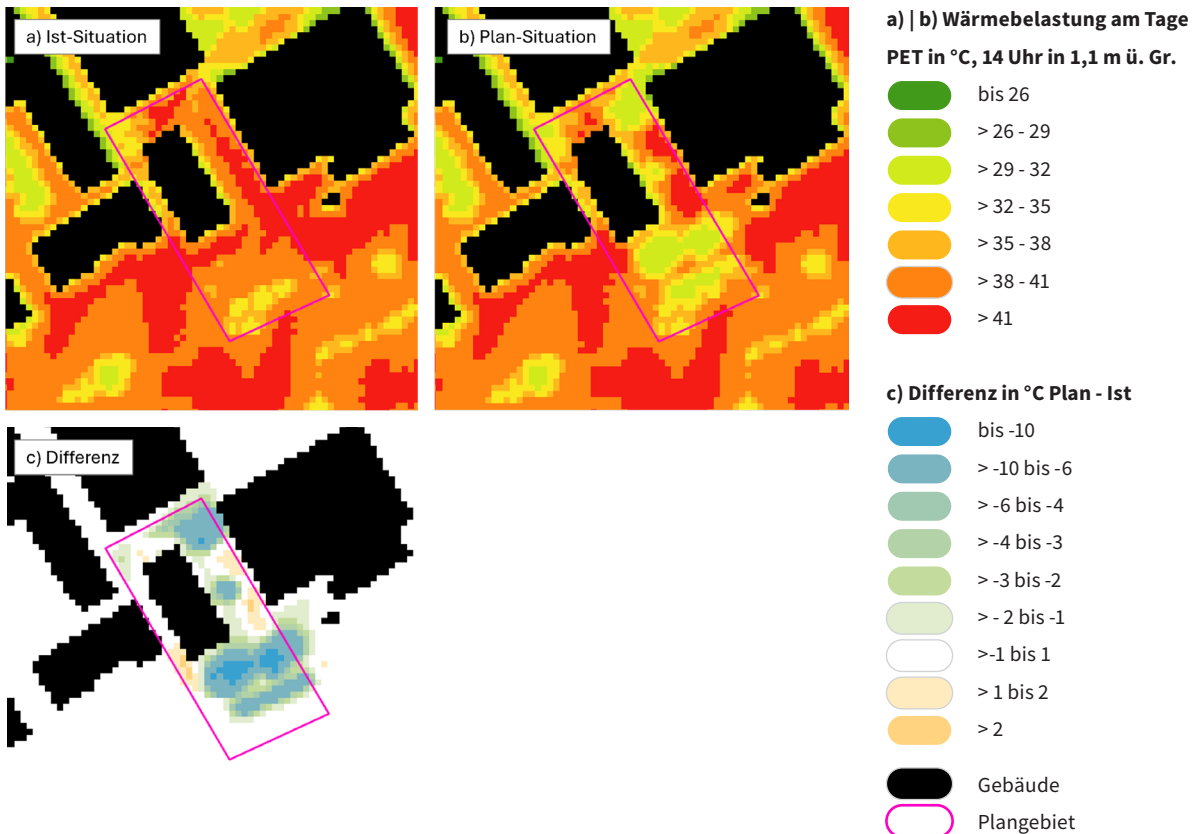 a) Ist-Situation
b) Plan-Situation
a) | b) Wärmebelastung am Tage
PET in °C, 14 Uhr in 1,1 m ü. Gr.
bis 26
> 26 - 29
> 29 - 32
> 32 - 35
> 35 - 38
> 38 - 41
> 41
c) Differenz
c) Differenz in °C Plan - Ist
bis -10
> -10 bis -6
> -6 bis -4
> -4 bis -3
> -3 bis -2
> - 2 bis -1
>-1 bis 1
> 1 bis 2
> 2
Gebäude
Plangebiet